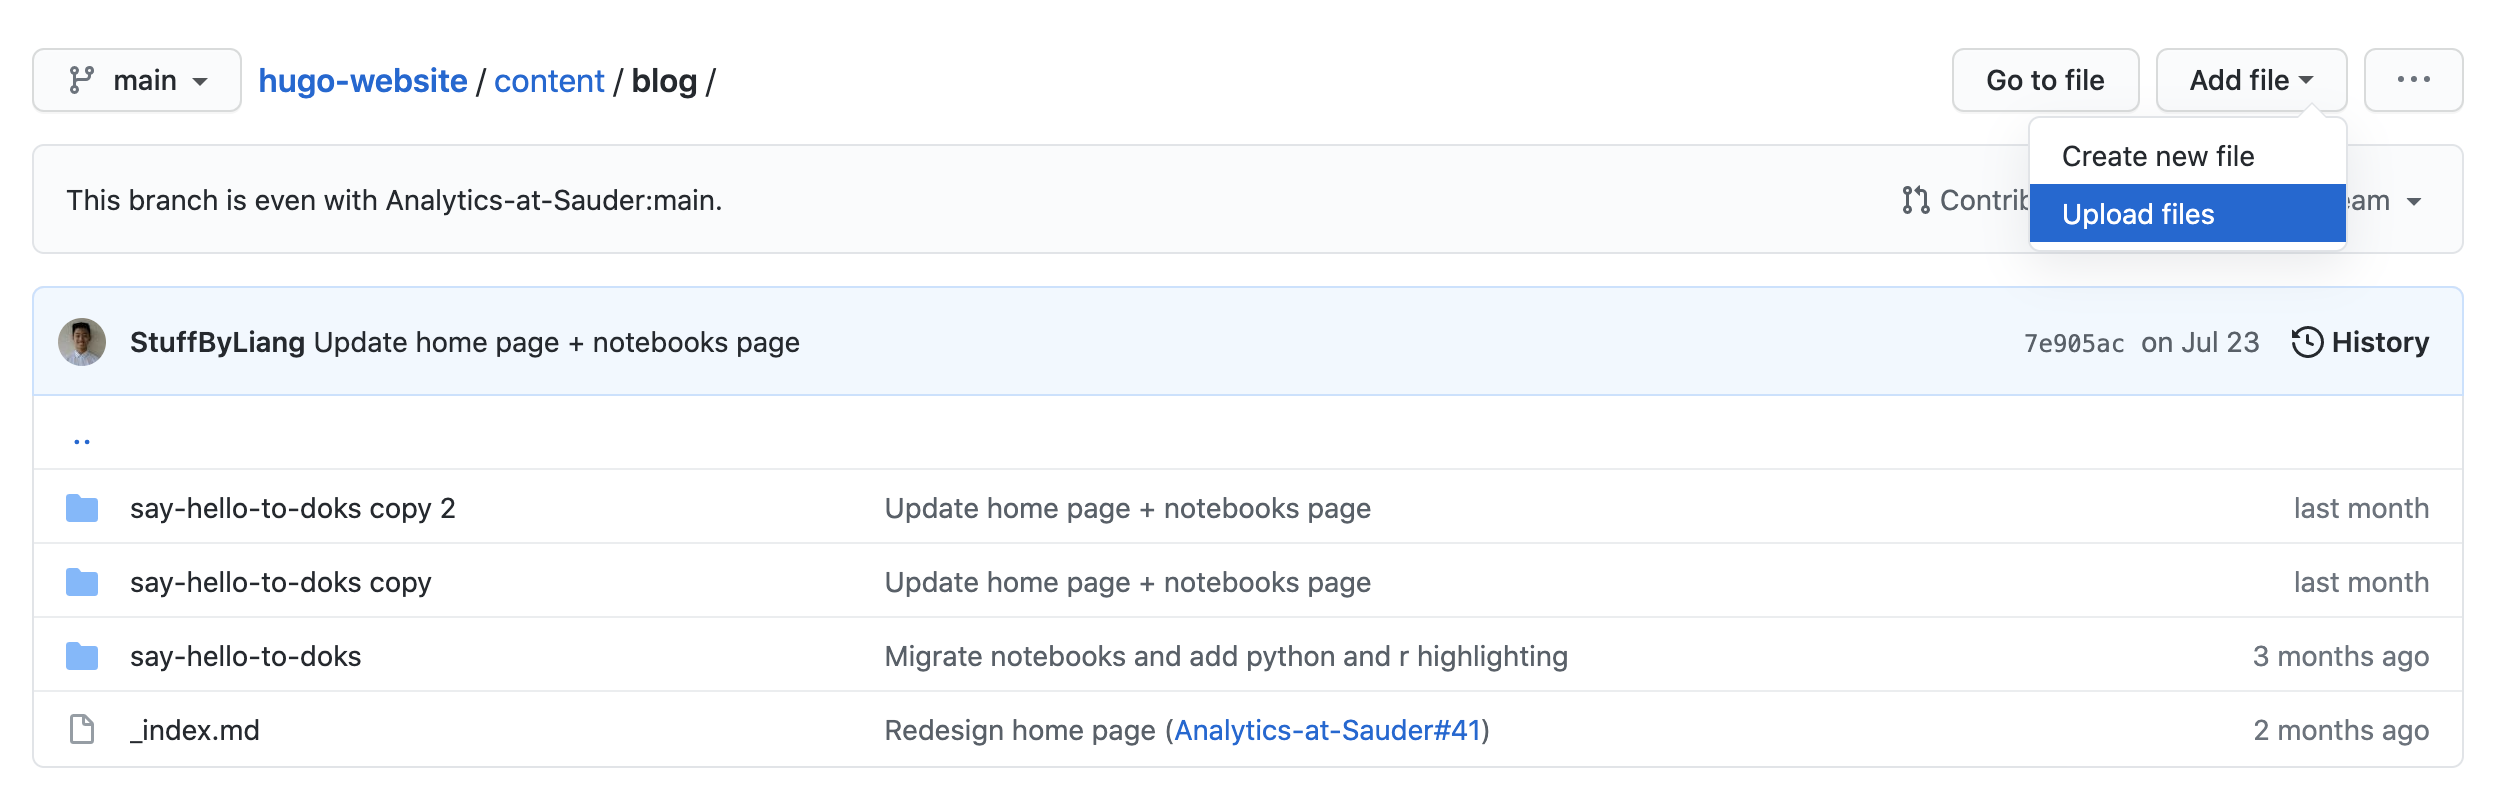 main hugo-website / content / blog / Go to file Add file ...
Create new file
This branch is even with Analytics-at-Sauder:main.
Upload files
StuffByLiang Update home page + notebooks page 7e905ac on Jul 23 History
..
say-hello-to-doks copy 2 Update home page + notebooks page last month
say-hello-to-doks copy Update home page + notebooks page last month
say-hello-to-doks Migrate notebooks and add python and r highlighting 3 months ago
_index.md Redesign home page (Analytics-at-Sauder#41) 2 months ago